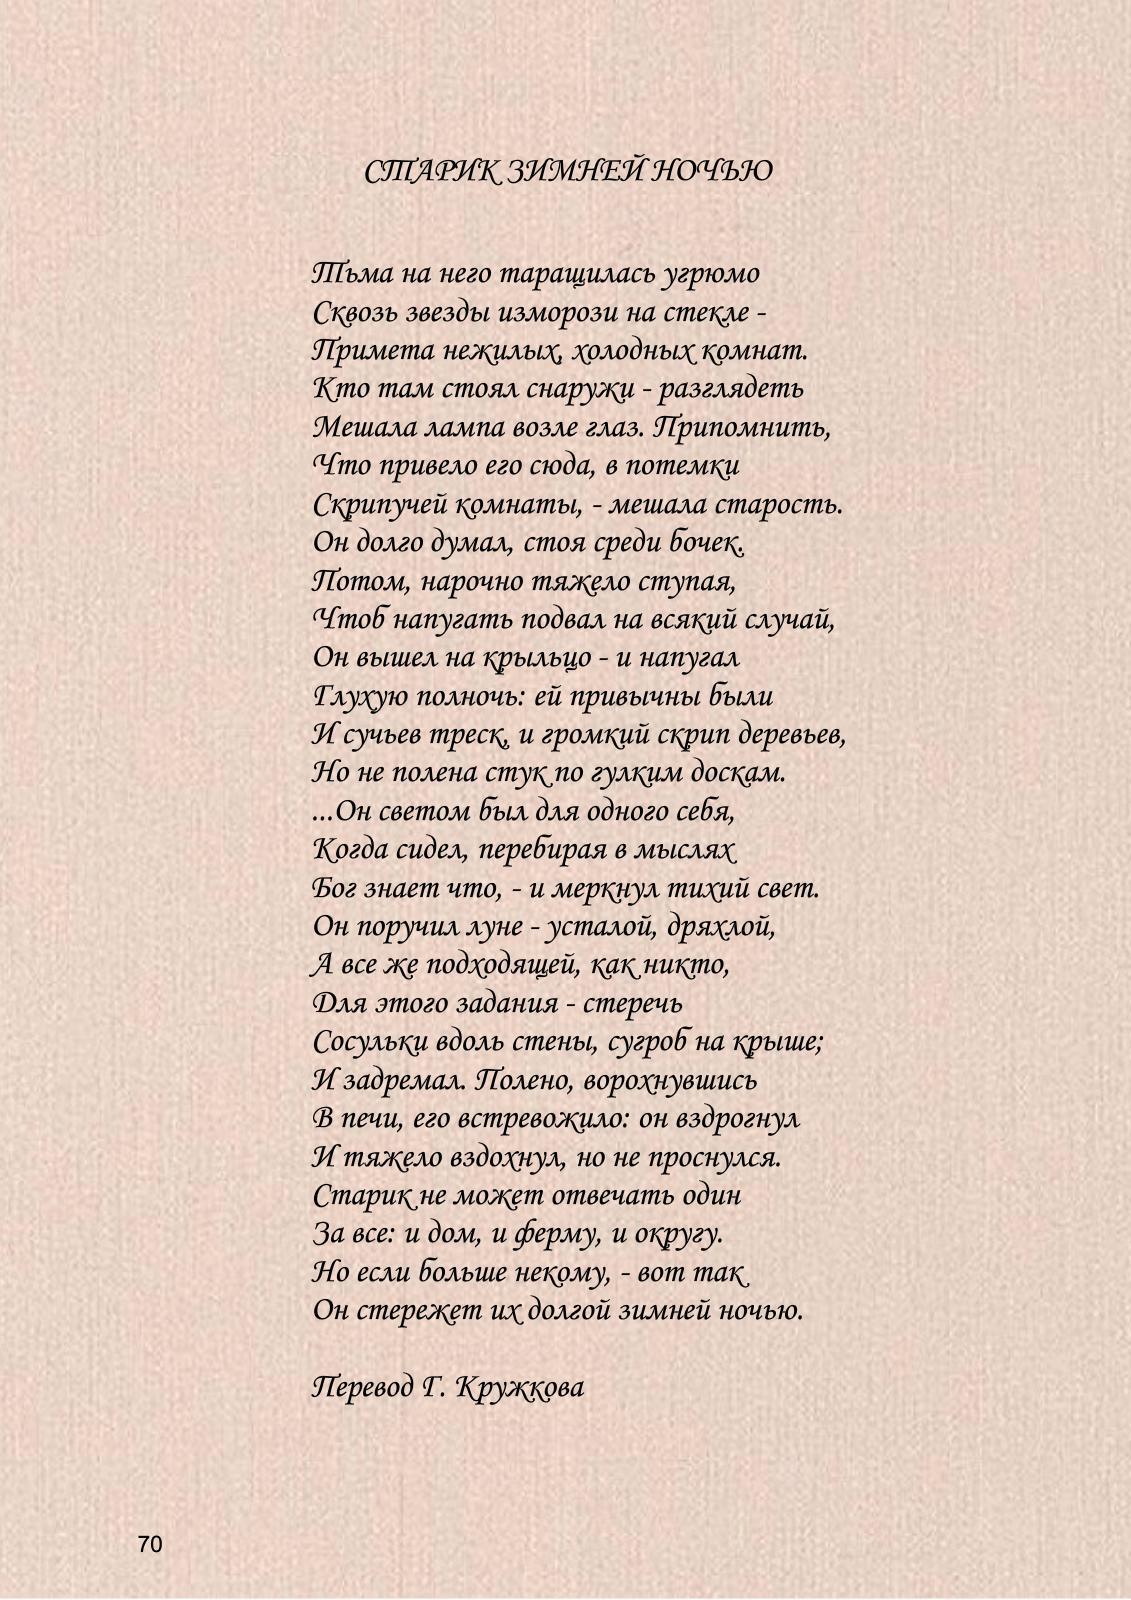 СТАРИК ЗИМНЕЙ НОЧЬЮ
Тьма на него таращилась угрюмо
Сквозь звезды изморози на стекле -
Примета нежилых, холодных комнат.
Кто там стоял снаружи - разглядеть
Мешала лампа возле глаз. Припомнить,
Что привело его сюда, в потемки
Скрипучей комнаты, - мешала старость.
Он долго думал, стоя среди бочек.
Потом, нарочно тяжело ступая,
Чтоб напугать подвал на всякий случай,
Он вышел на крыльцо - и напугал
Глухую полночь: ей привычны были
И сучьев треск, и громкий скрип деревьев,
Но не полена стук по гулким доскам.
...Он светом был для одного себя,
Когда сидел, перебирая в мыслях
Бог знает что, - и меркнул тихий свет.
Он поручил луне - усталой, дряхлой,
А все же подходящей, как никто,
Для этого задания - стеречь
Сосульки вдоль стены, сугроб на крыше;
И задремал. Полено, ворохнувшись
В печи, его встревожило: он вздрогнул
И тяжело вздохнул, но не проснулся.
Старик не может отвечать один
За все: и дом, и ферму, и округу.
Но если больше некому, - вот так
Он стережет их долгой зимней ночью.
Перевод Г. Кружкова
70